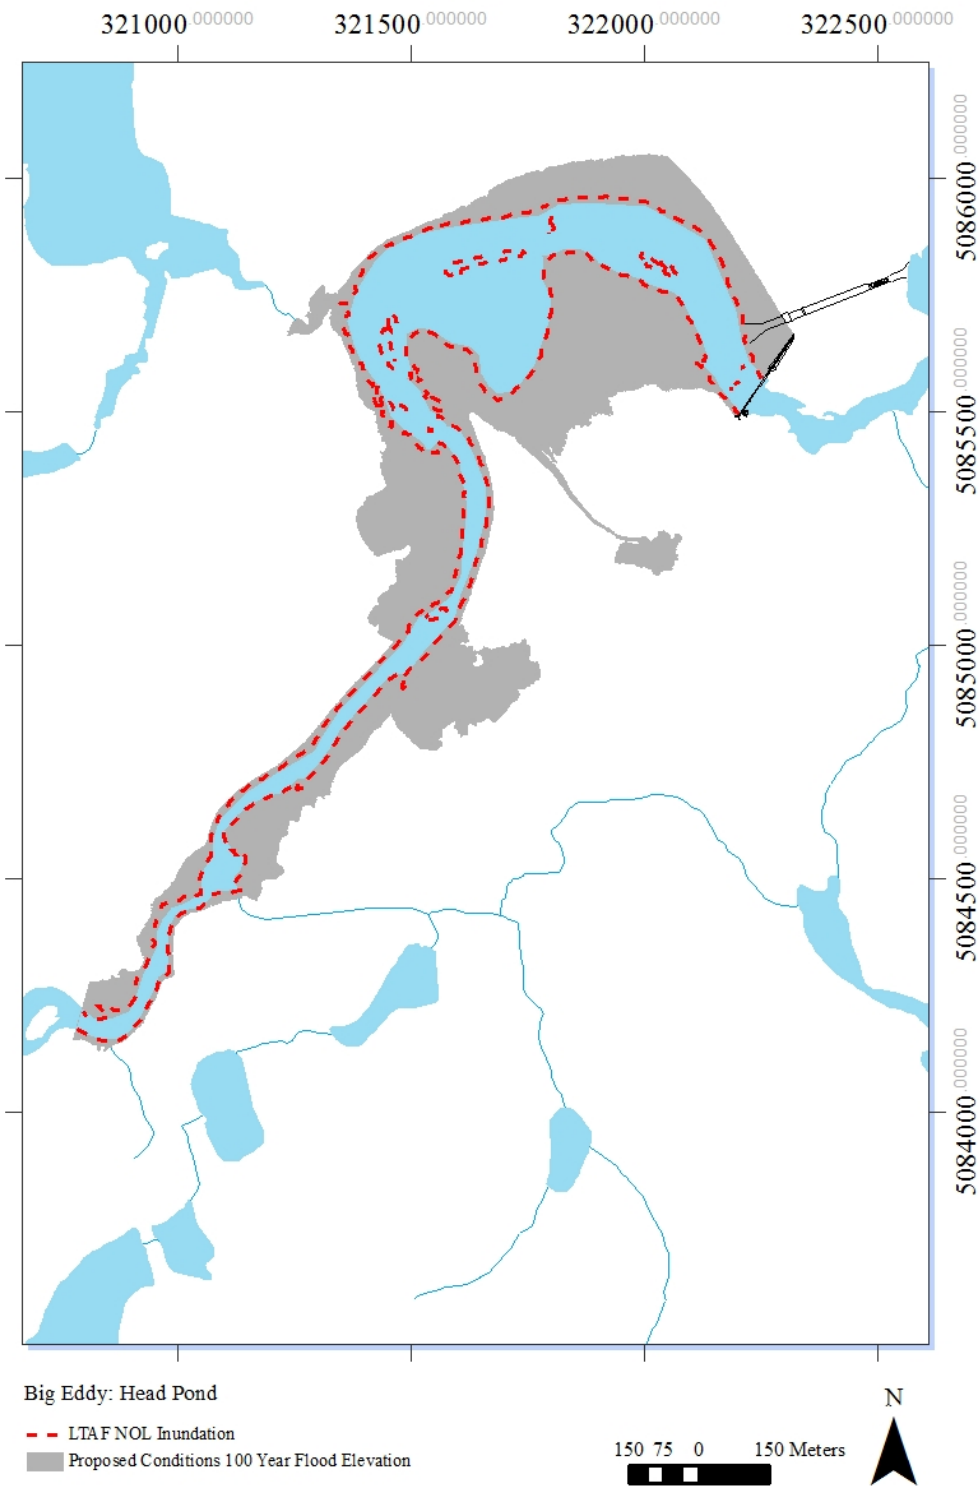 321000.000000 321500.000000 322000.000000 322500.000000
5086000.000000
5085500.000000
5085000.000000
5084500.000000
5084000.000000
Big Eddy: Head Pond
LTAF NOL Inundation
Proposed Conditions 100 Year Flood Elevation
150 75 0 150 Meters
N